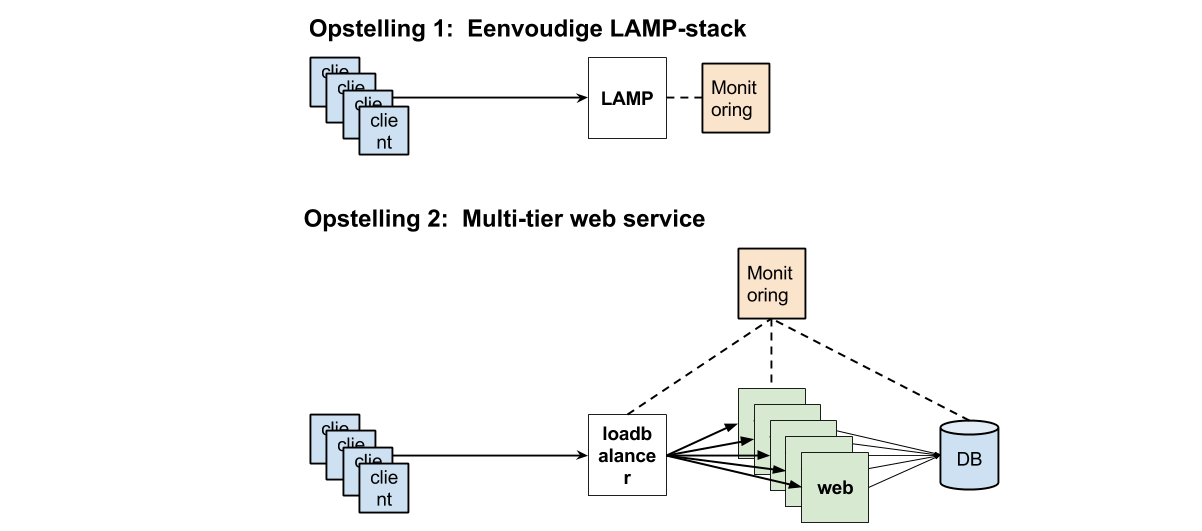 Opstelling 1: Eenvoudige LAMP-stack
clie
clie
clie
clie
nt
LAMP
Monit
oring
Opstelling 2: Multi-tier web service
Monit
oring
clie
clie
clie
clie
nt
loadb
alance
r
web
DB